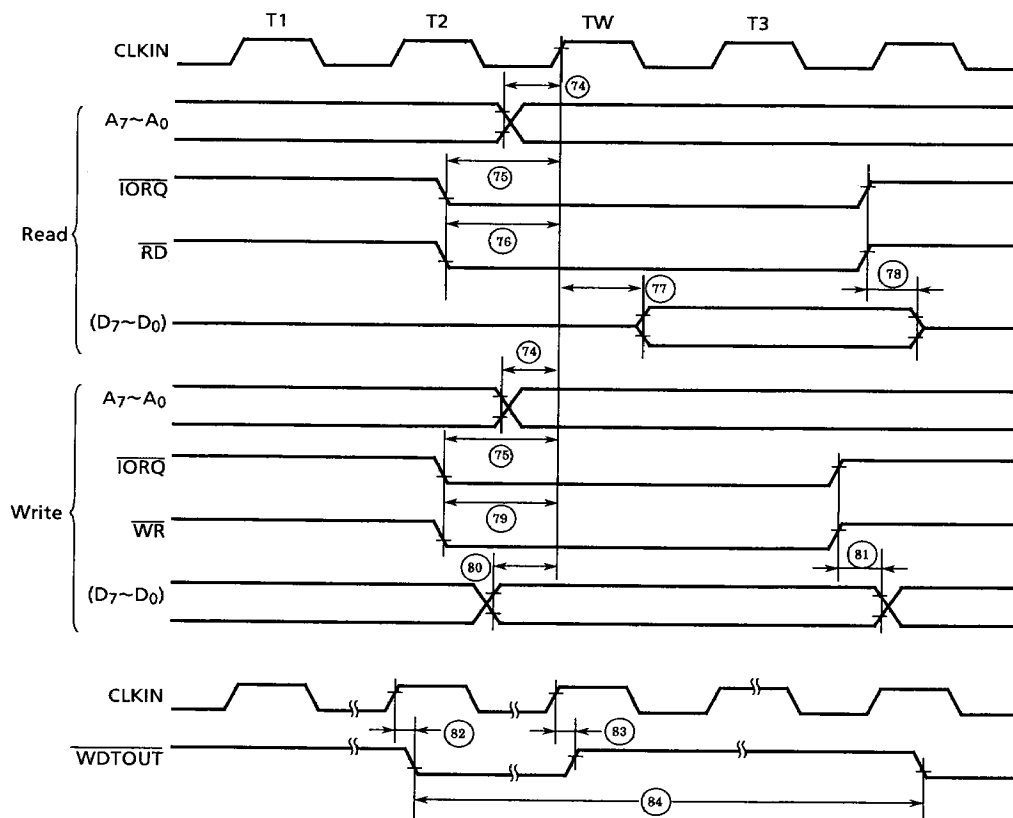 T1 T2 TW T3
CLKIN
74
A7~A0
75
IORQ
76
Read
RD
78
77
(D7~D0)
74
A7~A0
75
IORQ
Write
79
WR
80
81
(D7~D0)
CLKIN
82
83
WDTOUT
84